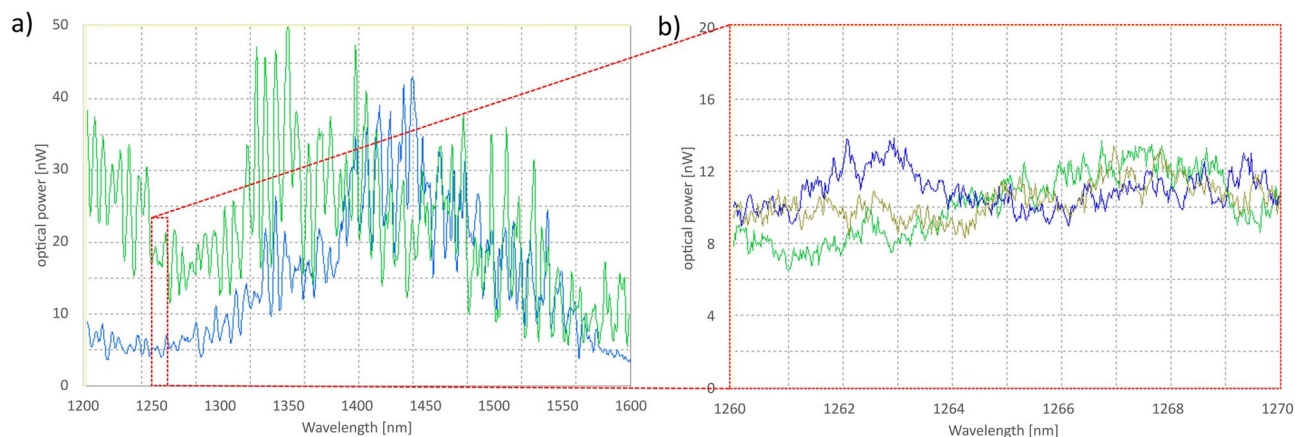 a)
50
40
30
20
10
0
optical power [nW]
1200 1250 1300 1350 1400 1450 1500 1550 1600
Wavelength [nm]
b)
20
16
12
8
4
0
optical power [nW]
1260 1262 1264 1266 1268 1270
Wavelength [nm]